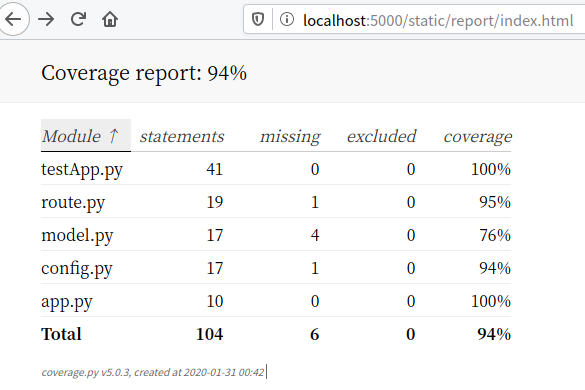 localhost:5000/static/report/index.html
Coverage report: 94%
Module ↑ statements missing excluded coverage
testApp.py 41 0 0 100%
route.py 19 1 0 95%
model.py 17 4 0 76%
config.py 17 1 0 94%
app.py 10 0 0 100%
Total 104 6 0 94%
coverage.py v5.0.3, created at 2020-01-31 00:42